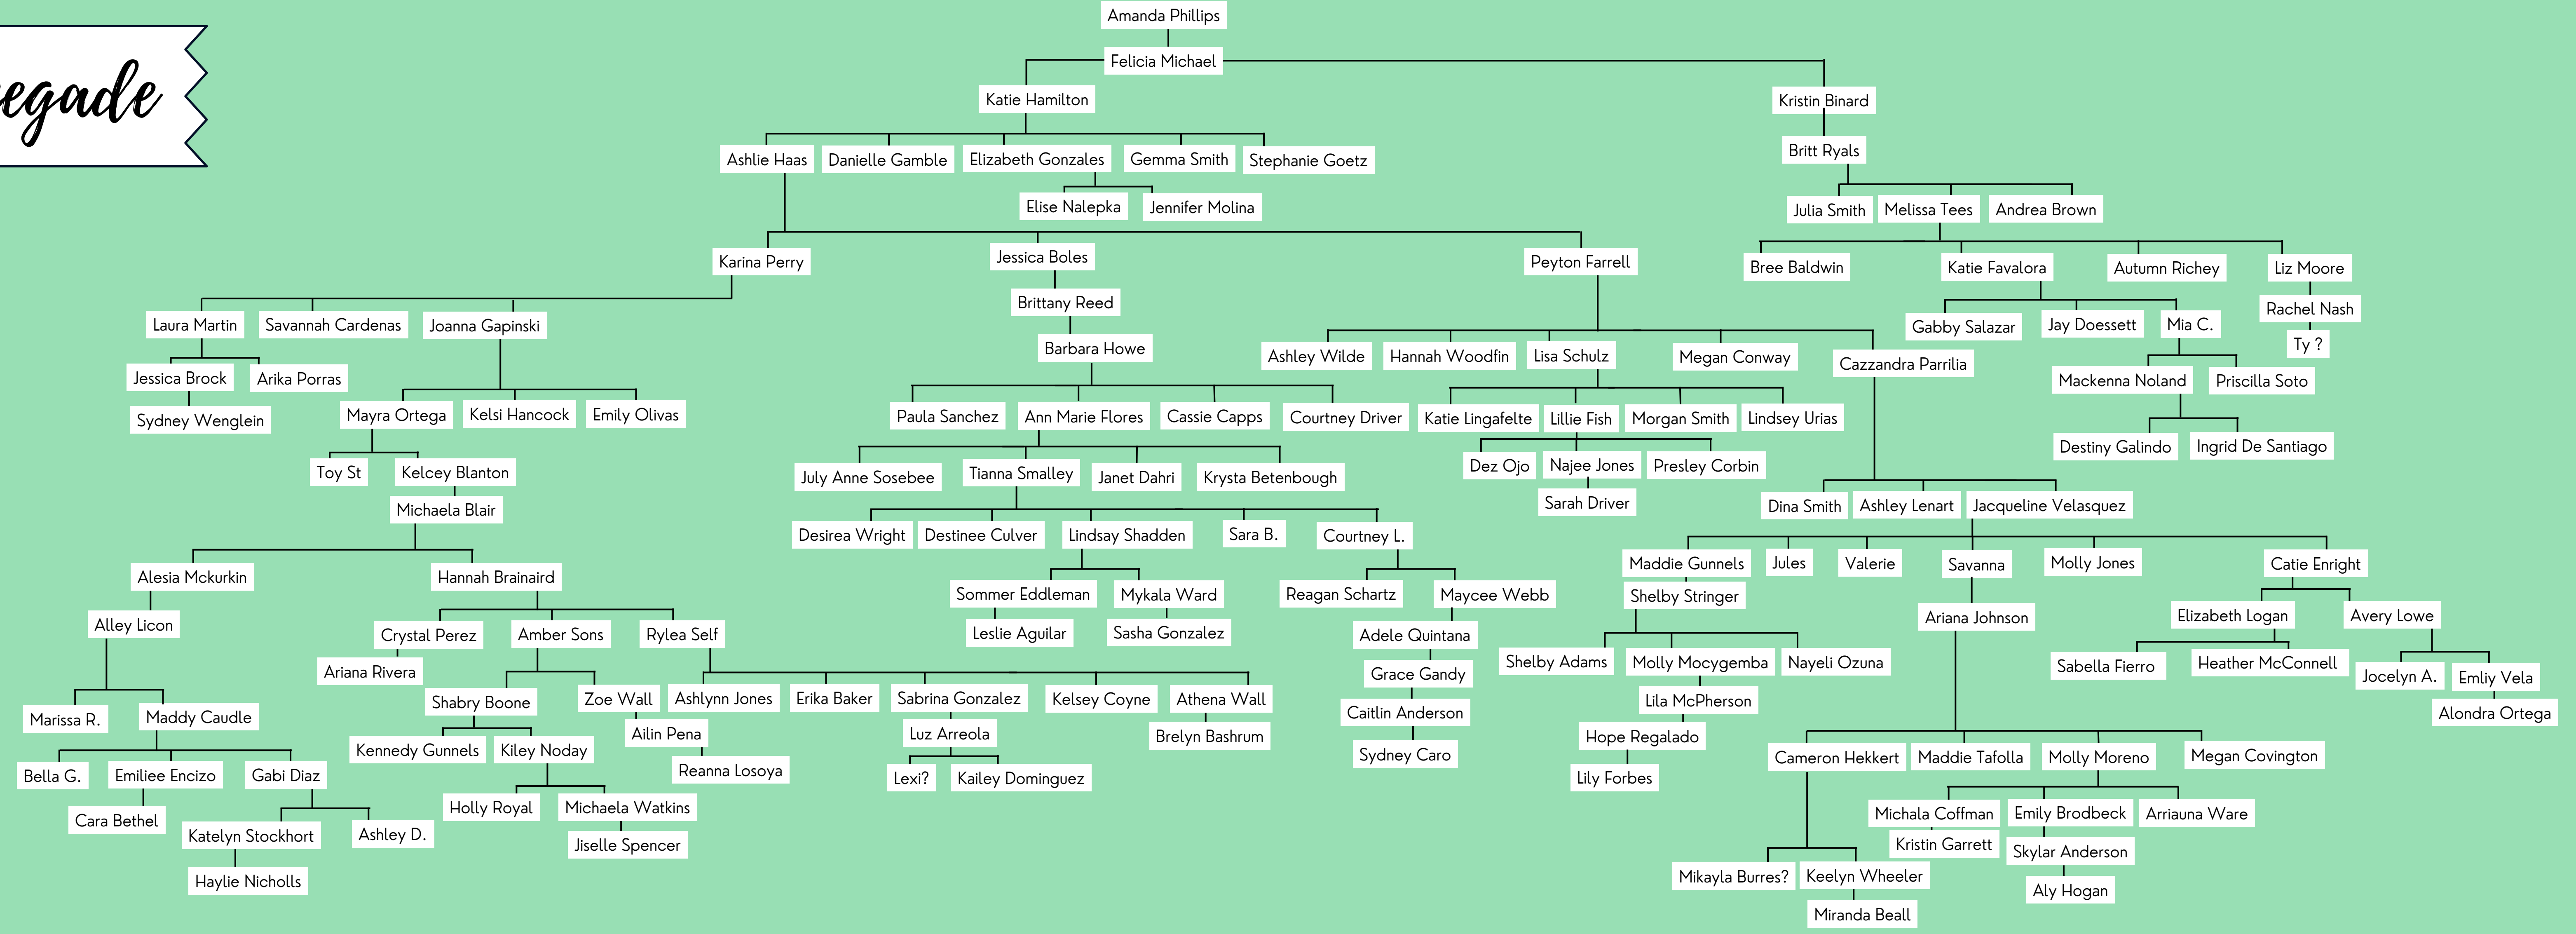 egade
Amanda Phillips
Felicia Michael
Katie Hamilton
Kristin Binard
Britt Ryals
Ashlie Haas
Danielle Gamble
Elizabeth Gonzales
Gemma Smith
Stephanie Goetz
Elise Nalepka
Jennifer Molina
Julia Smith
Melissa Tees
Andrea Brown
Karina Perry
Jessica Boles
Peyton Farrell
Bree Baldwin
Katie Favalora
Autumn Richey
Liz Moore
Brittany Reed
Rachel Nash
Laura Martin
Savannah Cardenas
Joanna Gapinski
Gabby Salazar
Jay Doessett
Mia C.
Ty ?
Barbara Howe
Ashley Wilde
Hannah Woodfin
Lisa Schulz
Megan Conway
Cazzandra Parrilia
Jessica Brock
Arika Porras
Mackenna Noland
Priscilla Soto
Sydney Wenglein
Mayra Ortega
Kelsi Hancock
Emily Olivas
Paula Sanchez
Ann Marie Flores
Cassie Capps
Courtney Driver
Katie Lingafelte
Lillie Fish
Morgan Smith
Lindsey Urias
Destiny Galindo
Ingrid De Santiago
Toy St
Kelcey Blanton
July Anne Sosebee
Tianna Smalley
Janet Dahri
Krysta Betenbough
Dez Ojo
Najee Jones
Presley Corbin
Michaela Blair
Sarah Driver
Dina Smith
Ashley Lenart
Jacqueline Velasquez
Desirea Wright
Destinee Culver
Lindsay Shadden
Sara B.
Courtney L.
Alesia Mckurkin
Hannah Brainaird
Maddie Gunnels
Jules
Valerie
Savanna
Molly Jones
Catie Enright
Sommer Eddleman
Mykala Ward
Reagan Schartz
Maycee Webb
Shelby Stringer
Alley Licon
Ariana Johnson
Elizabeth Logan
Avery Lowe
Crystal Perez
Amber Sons
Rylea Self
Leslie Aguilar
Sasha Gonzalez
Adele Quintana
Ariana Rivera
Grace Gandy
Shelby Adams
Molly Mocygemba
Nayeli Ozuna
Sabella Fierro
Heather McConnell
Jocelyn A.
Emliy Vela
Shabry Boone
Zoe Wall
Ashlynn Jones
Erika Baker
Sabrina Gonzalez
Kelsey Coyne
Athena Wall
Lila McPherson
Marissa R.
Maddy Caudle
Caitlin Anderson
Alondra Ortega
Ailin Pena
Luz Arreola
Brelyn Bashrum
Hope Regalado
Kennedy Gunnels
Kiley Noday
Sydney Caro
Cameron Hekkert
Maddie Tafolla
Molly Moreno
Megan Covington
Bella G.
Emiliee Encizo
Gabi Diaz
Reanna Losoya
Lexi?
Kailey Dominguez
Lily Forbes
Holly Royal
Michaela Watkins
Michala Coffman
Emily Brodbeck
Arriauna Ware
Cara Bethel
Katelyn Stockhort
Ashley D.
Jiselle Spencer
Kristin Garrett
Skylar Anderson
Haylie Nicholls
Mikayla Burres?
Keelyn Wheeler
Aly Hogan
Miranda Beall